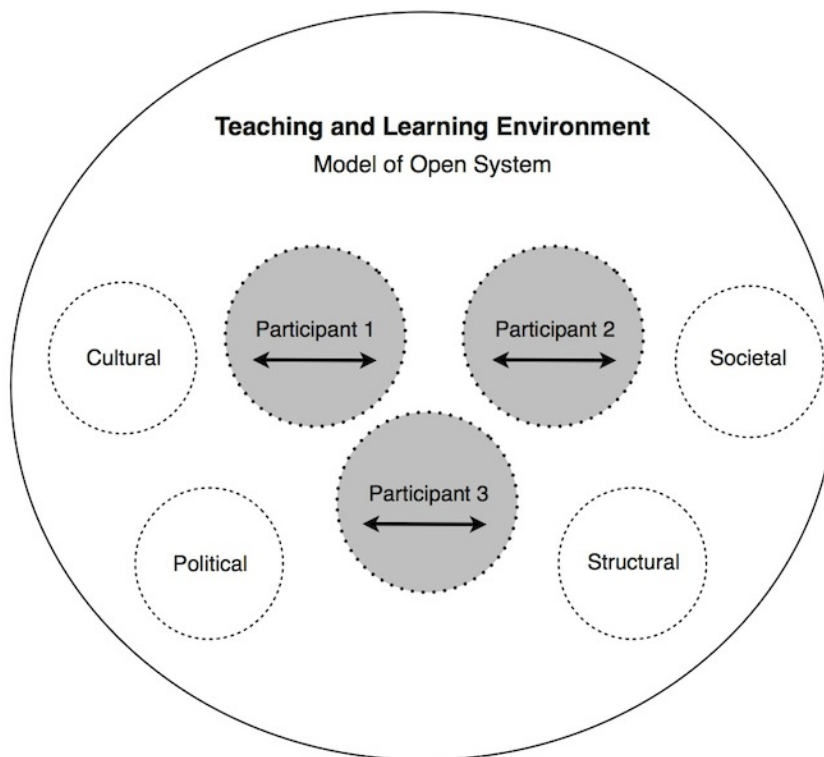 Teaching and Learning Environment
Model of Open System
Participant 1
Participant 2
Cultural
Societal
Participant 3
Political
Structural